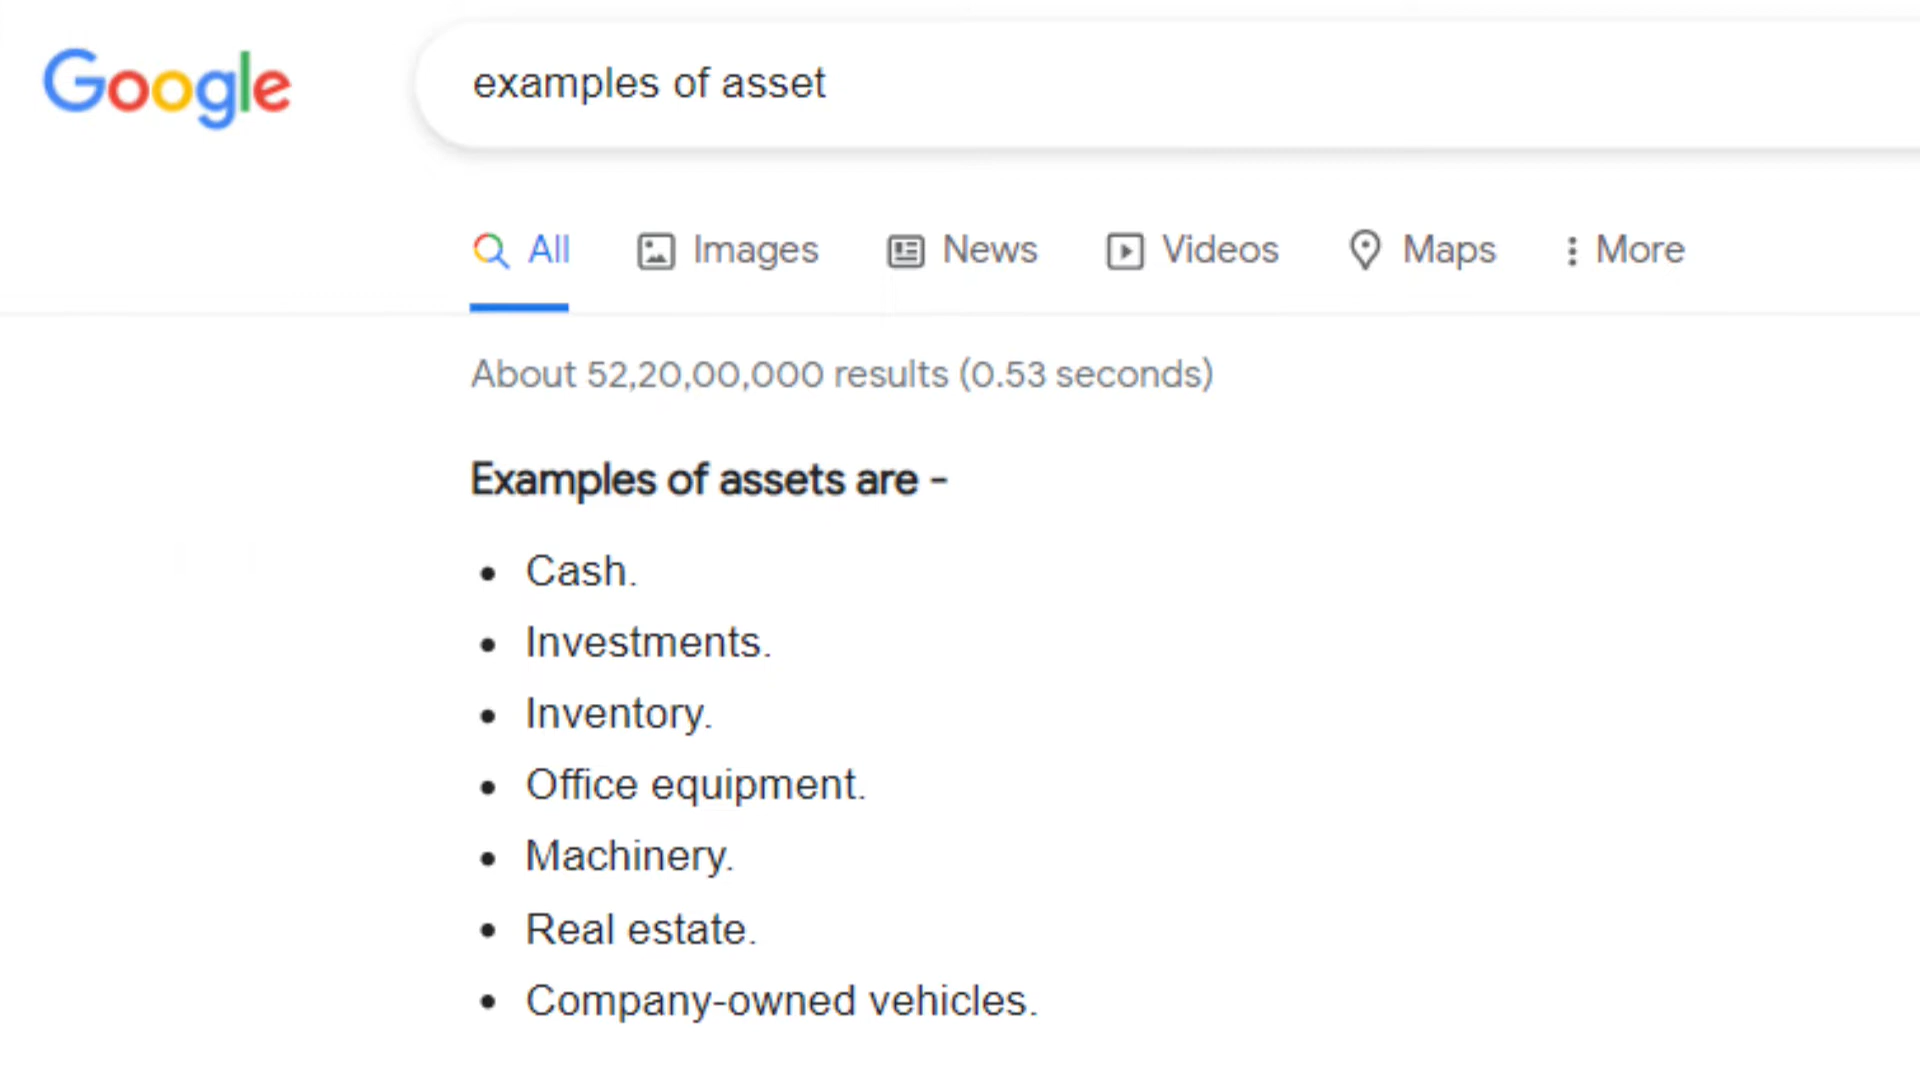 Google
examples of asset
All Images News Videos Maps More
About 52,20,00,000 results (0.53 seconds)
Examples of assets are -
• Cash.
• Investments.
• Inventory.
• Office equipment.
• Machinery.
• Real estate.
• Company-owned vehicles.